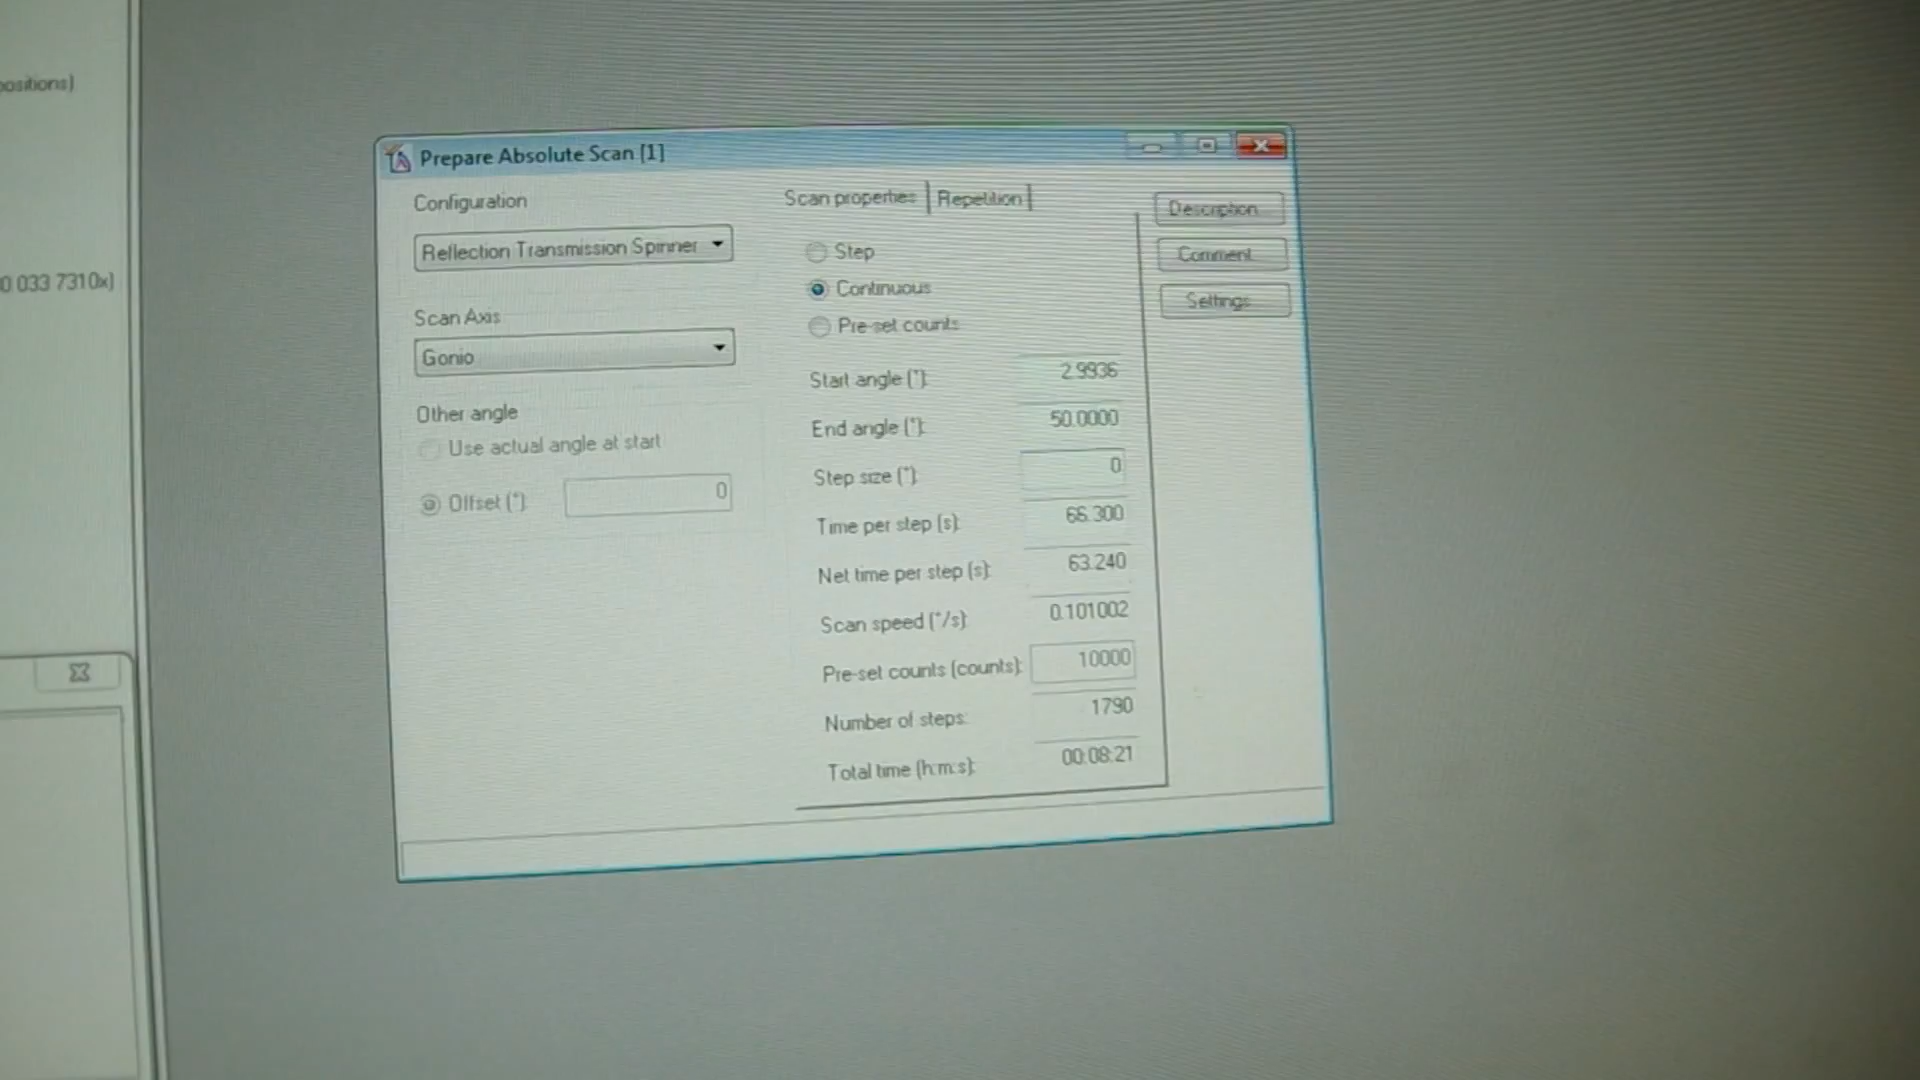 ositions)
0 033 7310x)
Prepare Absolute Scan [1]
Configuration
Reflection Transmission Spinner
Scan Axis
Gonio
Other angle
Use actual angle at start
Offset (°):
0
Scan properties
Repetition
Step
Continuous
Pre-set counts
Start angle (°):
2.9936
End angle (°):
50.0000
Step size (°):
0
Time per step (s):
66.300
Net time per step (s):
63.240
Scan speed (°/s):
0.101002
Pre-set counts (counts):
10000
Number of steps:
1790
Total time (h:m:s):
00:08:21
Description...
Comment...
Settings...